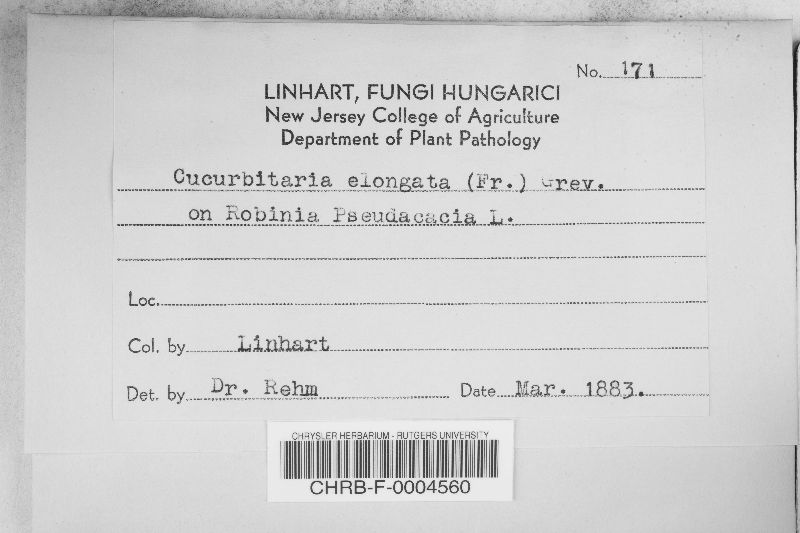 No. 171
LINHART, FUNGI HUNGARICI
New Jersey College of Agriculture
Department of Plant Pathology
Cucurbitaria elongata (Fr.) Grev.
on Robinia Pseudacacia L.
Loc.
Col. by Linhart
Det. by Dr. Rehm Date Mar. 1883.
CHRYSLER HERBARIUM - RUTGERS UNIVERSITY
CHRB-F-0004560